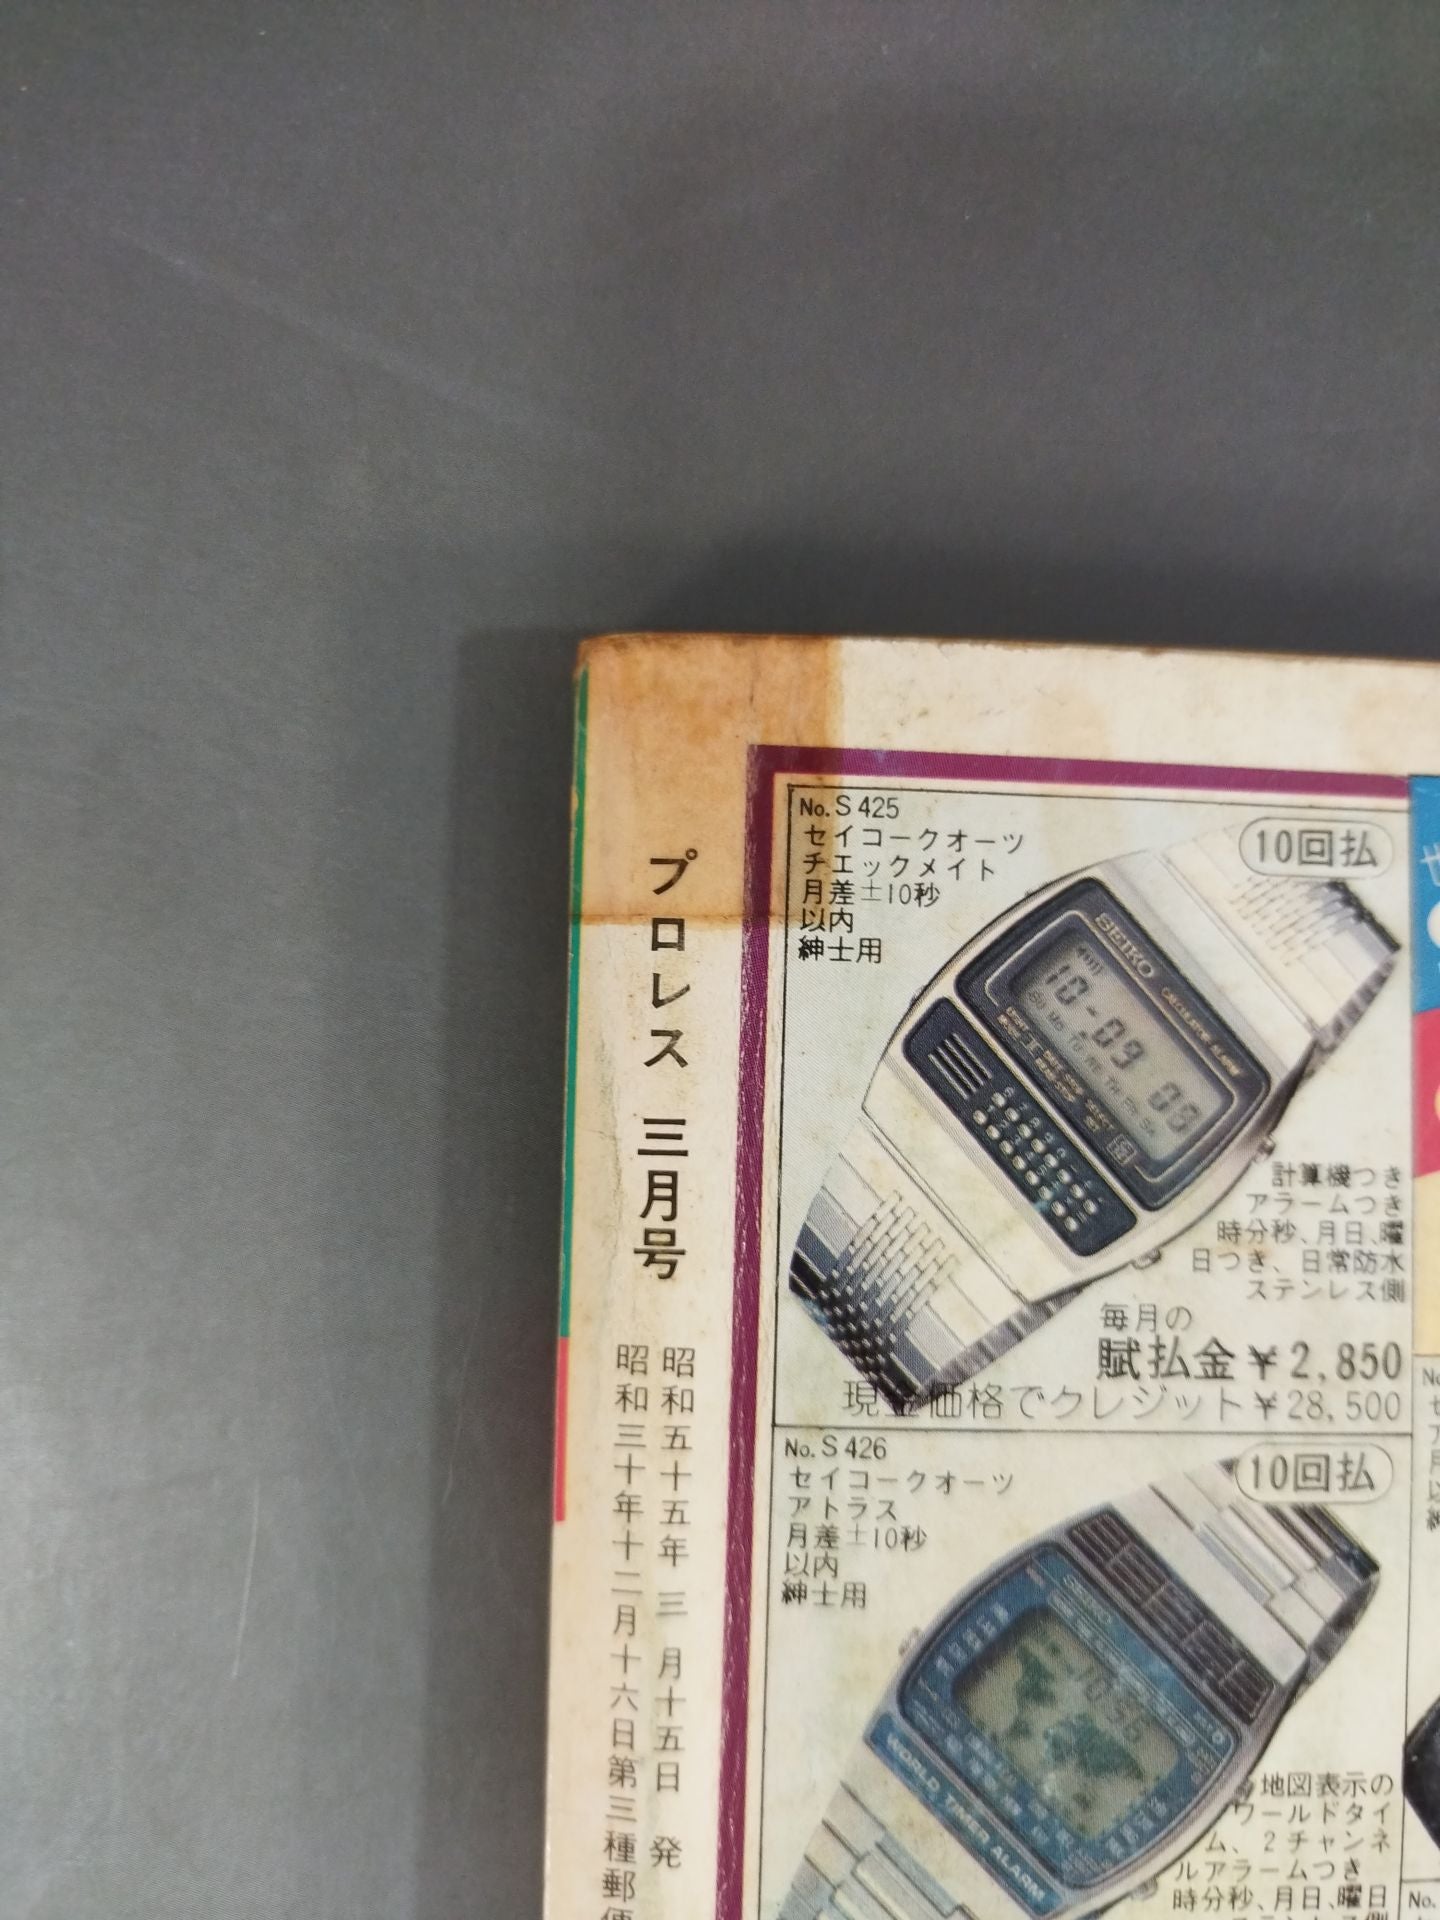 プロレス 三月号
昭和五十五年 三 月十五日 発
昭和三十年十二月十六日第三種郵
No. S 425
セイコークオーツ
チエックメイト
月差±10秒
以内
紳士用
10回払
SEIKO
CALCULATOR ALARM
10-09 09
計算機つき
アラームつき
時分秒、月日、曜
日つき、日常防水
ステンレス側
毎月の
賦払金¥2,850
現金価格でクレジット¥28,500
No. S 426
セイコークオーツ
アトラス
月差±10秒
以内
紳士用
10回払
SEIKO
WORLD TIMER ALARM
地図表示の
ワールドタイ
ム、2チャンネ
ルアラームつき
時分秒、月日、曜日